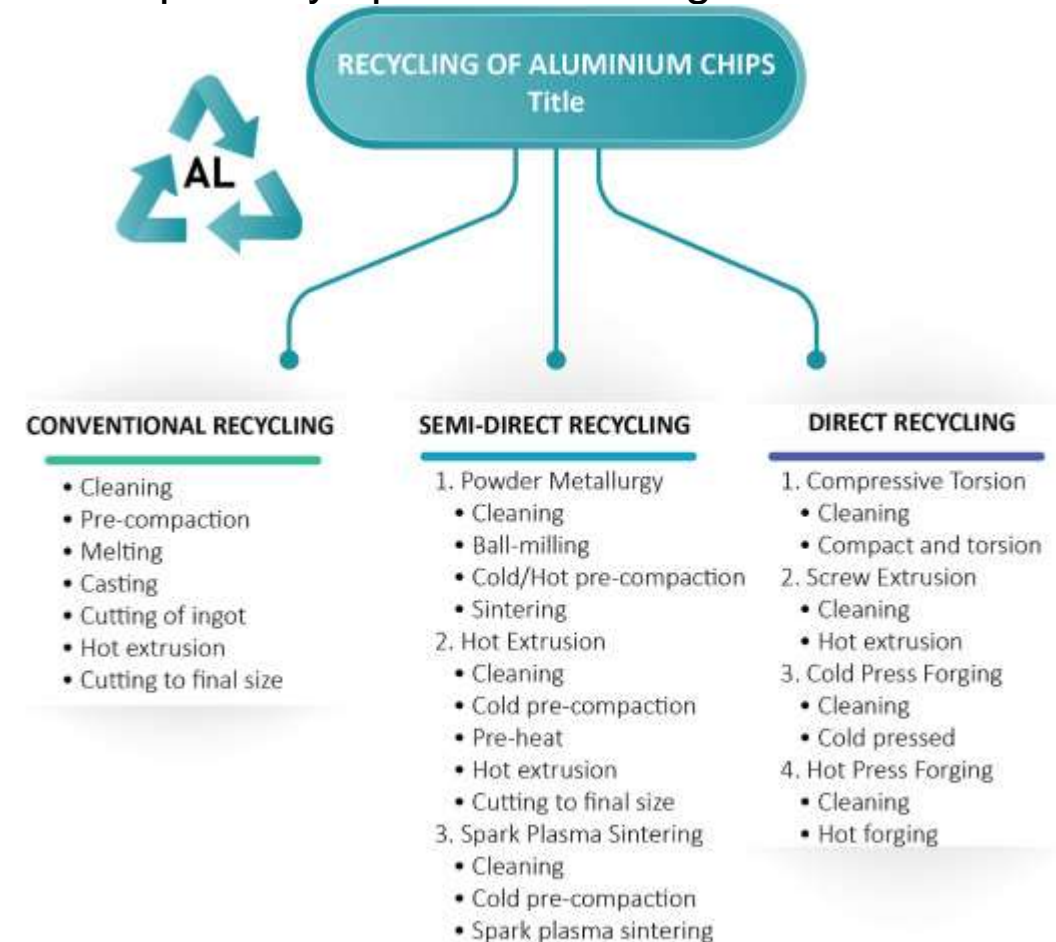 RECYCLING OF ALUMINIUM CHIPS
Title
AL
CONVENTIONAL RECYCLING
• Cleaning
• Pre-compaction
• Melting
• Casting
• Cutting of ingot
• Hot extrusion
• Cutting to final size
SEMI-DIRECT RECYCLING
1. Powder Metallurgy
• Cleaning
• Ball-milling
• Cold/Hot pre-compaction
• Sintering
2. Hot Extrusion
• Cleaning
• Cold pre-compaction
• Pre-heat
• Hot extrusion
• Cutting to final size
3. Spark Plasma Sintering
• Cleaning
• Cold pre-compaction
• Spark plasma sintering
DIRECT RECYCLING
1. Compressive Torsion
• Cleaning
• Compact and torsion
2. Screw Extrusion
• Cleaning
• Hot extrusion
3. Cold Press Forging
• Cleaning
• Cold pressed
4. Hot Press Forging
• Cleaning
• Hot forging